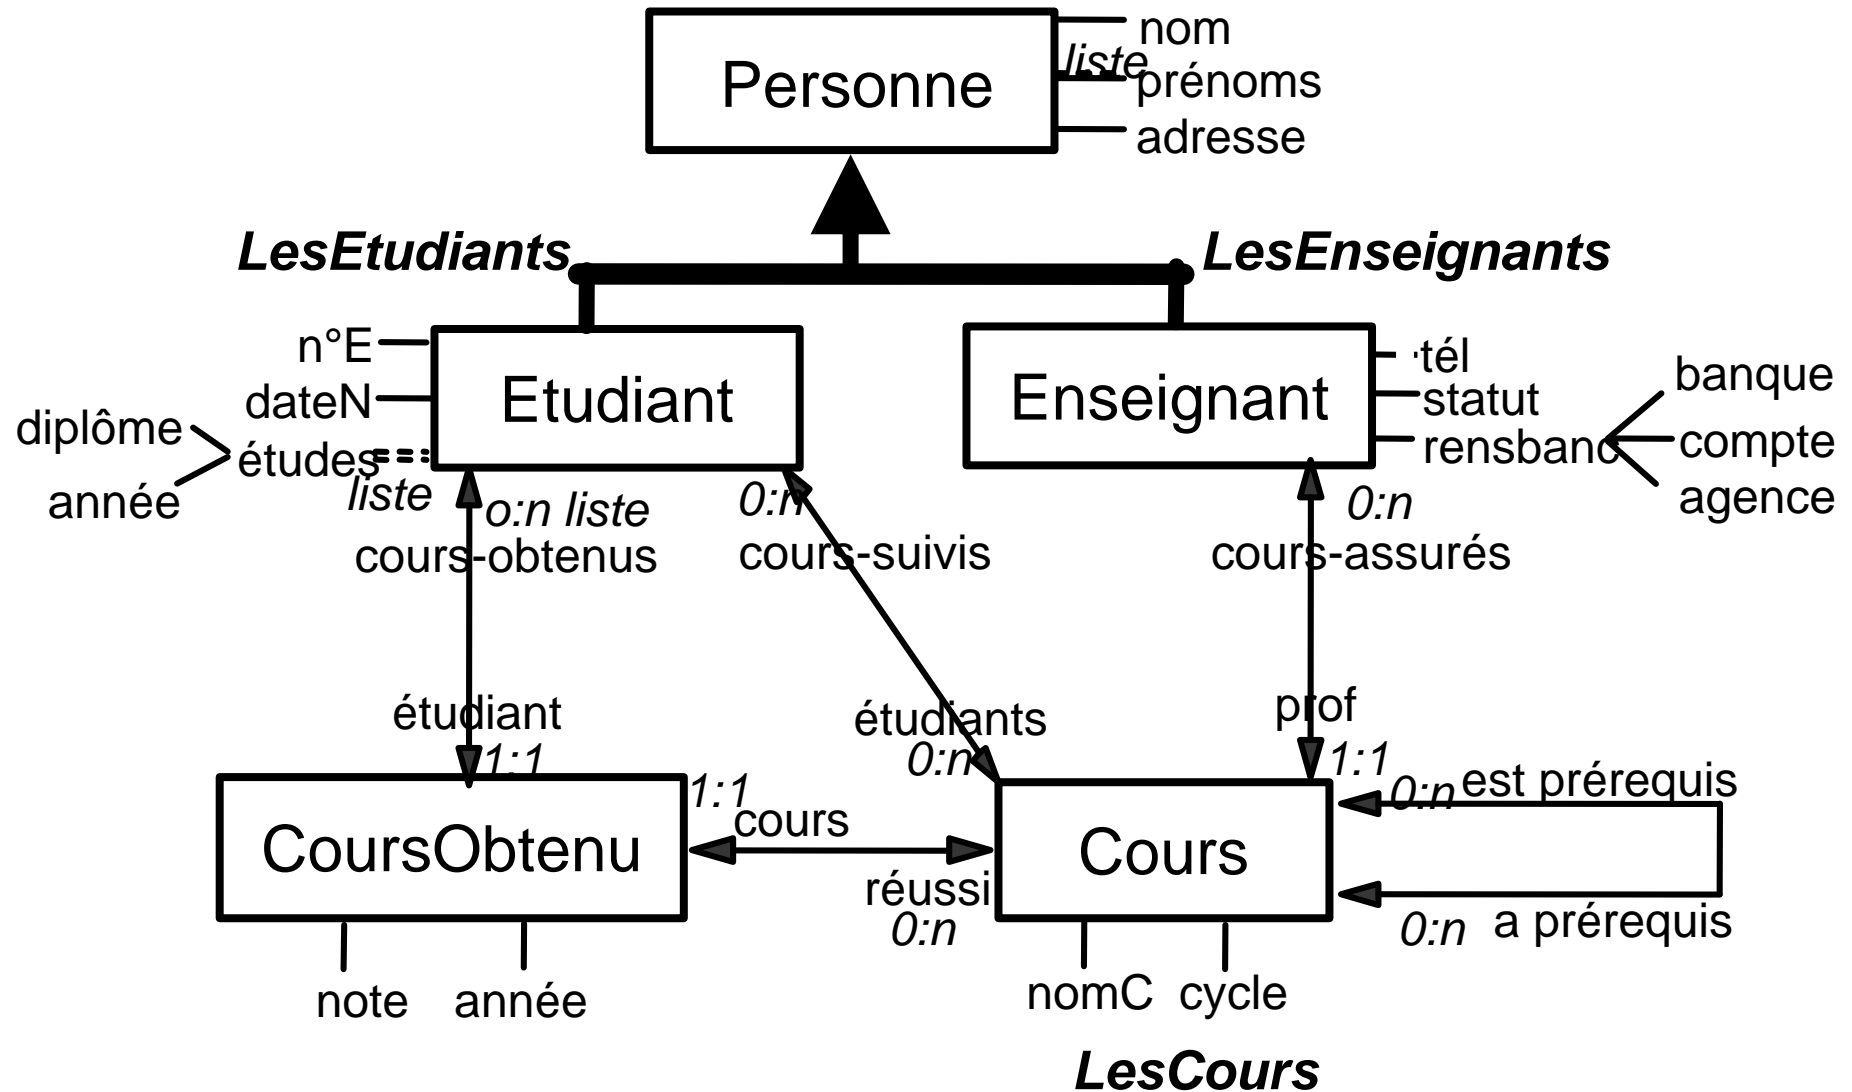 nom
liste
prénoms
Personne
adresse
LesEtudiants
LesEnseignants
n°E
tél
banque
dateN
Etudiant
Enseignant
statut
diplôme
études
rensbanc
compte
année
liste
o:n liste
0:n
0:n
agence
cours-obtenus
cours-suivis
cours-assurés
étudiant
étudiants
prof
1:1
0:n
1:1
1:1
0:n
est prérequis
cours
CoursObtenu
Cours
réussi
0:n
0:n
a prérequis
note
année
nomC
cycle
LesCours